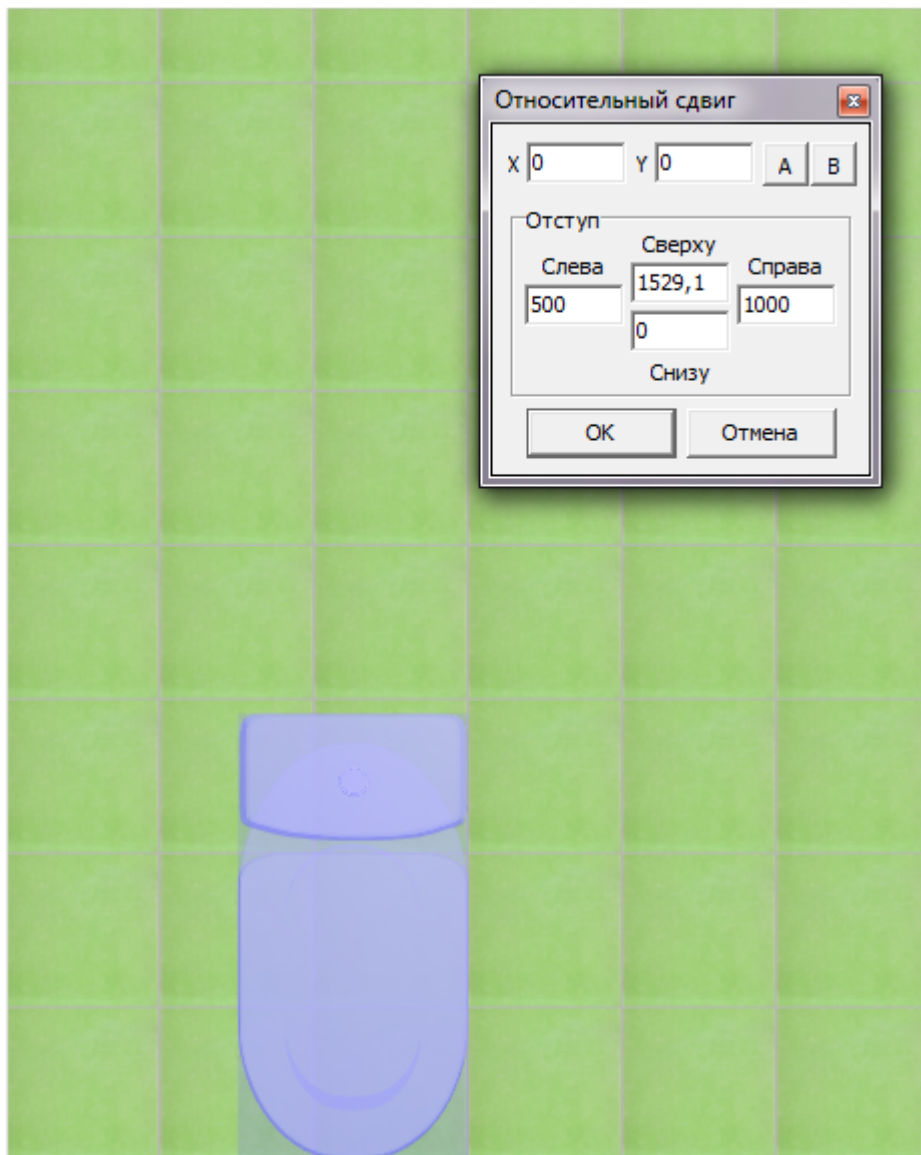 Относительный сдвиг
X 0 Y 0 A B
Отступ
Сверху
Слева
Справа
1529,1
500
1000
0
Снизу
OK
Отмена